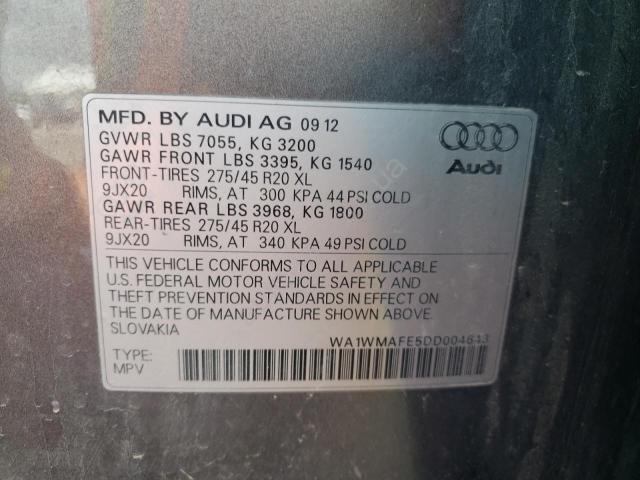 MFD. BY AUDI AG 09 12
GVWR LBS 7055, KG 3200
GAWR FRONT LBS 3395, KG 1540
FRONT-TIRES 275/45 R20 XL
9JX20 RIMS, AT 300 KPA 44 PSI COLD
GAWR REAR LBS 3968, KG 1800
REAR-TIRES 275/45 R20 XL
9JX20 RIMS, AT 340 KPA 49 PSI COLD
Audi
THIS VEHICLE CONFORMS TO ALL APPLICABLE
U.S. FEDERAL MOTOR VEHICLE SAFETY AND
THEFT PREVENTION STANDARDS IN EFFECT ON
THE DATE OF MANUFACTURE SHOWN ABOVE.
SLOVAKIA
WA1WMAFE5DD004643
TYPE:
MPV